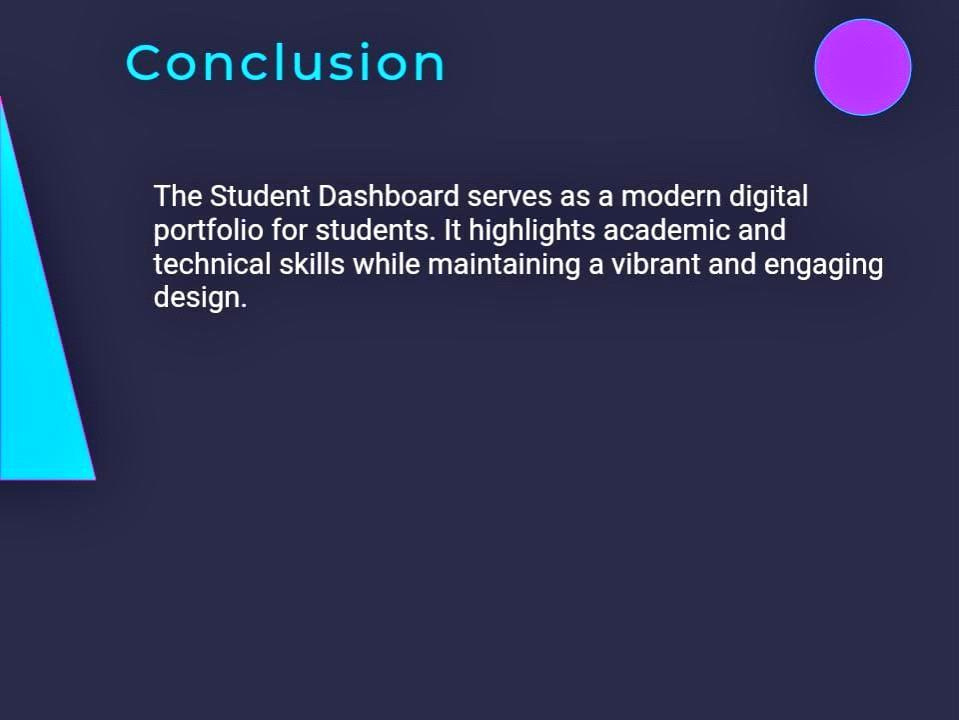 Conclusion
The Student Dashboard serves as a modern digital
portfolio for students. It highlights academic and
technical skills while maintaining a vibrant and engaging
design.